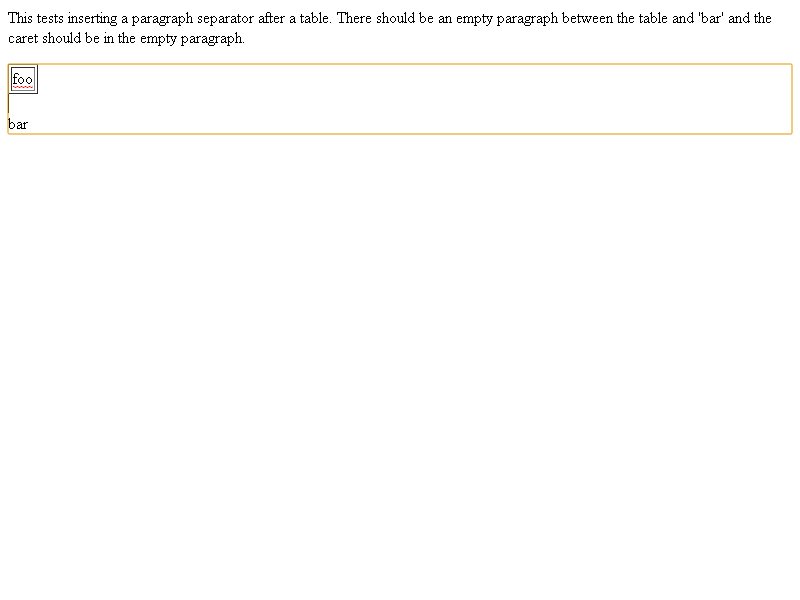 This tests inserting a paragraph separator after a table. There should be an empty paragraph between the table and 'bar' and the
caret should be in the empty paragraph.
foo
bar